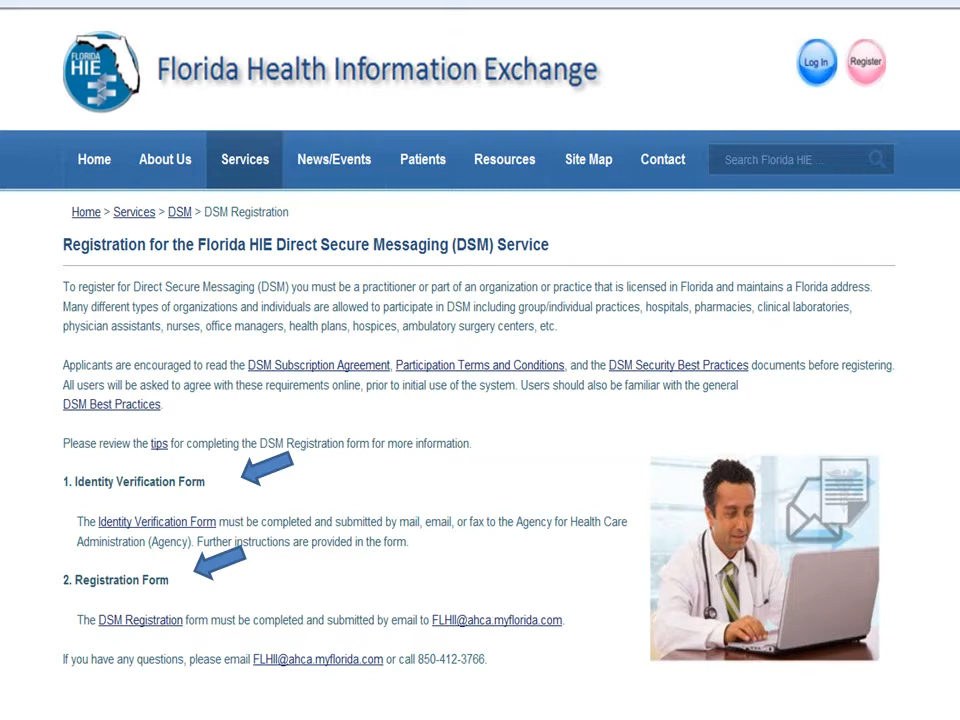 FLORIDA
HIE
Florida Health Information Exchange
Log In
Register
Home About Us Services News/Events Patients Resources Site Map Contact Search Florida HIE ...
Home > Services > DSM > DSM Registration
Registration for the Florida HIE Direct Secure Messaging (DSM) Service
To register for Direct Secure Messaging (DSM) you must be a practitioner or part of an organization or practice that is licensed in Florida and maintains a Florida address.
Many different types of organizations and individuals are allowed to participate in DSM including group/individual practices, hospitals, pharmacies, clinical laboratories,
physician assistants, nurses, office managers, health plans, hospices, ambulatory surgery centers, etc.
Applicants are encouraged to read the DSM Subscription Agreement, Participation Terms and Conditions, and the DSM Security Best Practices documents before registering.
All users will be asked to agree with these requirements online, prior to initial use of the system. Users should also be familiar with the general
DSM Best Practices.
Please review the tips for completing the DSM Registration form for more information.
1. Identity Verification Form
The Identity Verification Form must be completed and submitted by mail, email, or fax to the Agency for Health Care
Administration (Agency). Further instructions are provided in the form.
2. Registration Form
The DSM Registration form must be completed and submitted by email to FLHII@ahca.myflorida.com.
If you have any questions, please email FLHII@ahca.myflorida.com or call 850-412-3766.